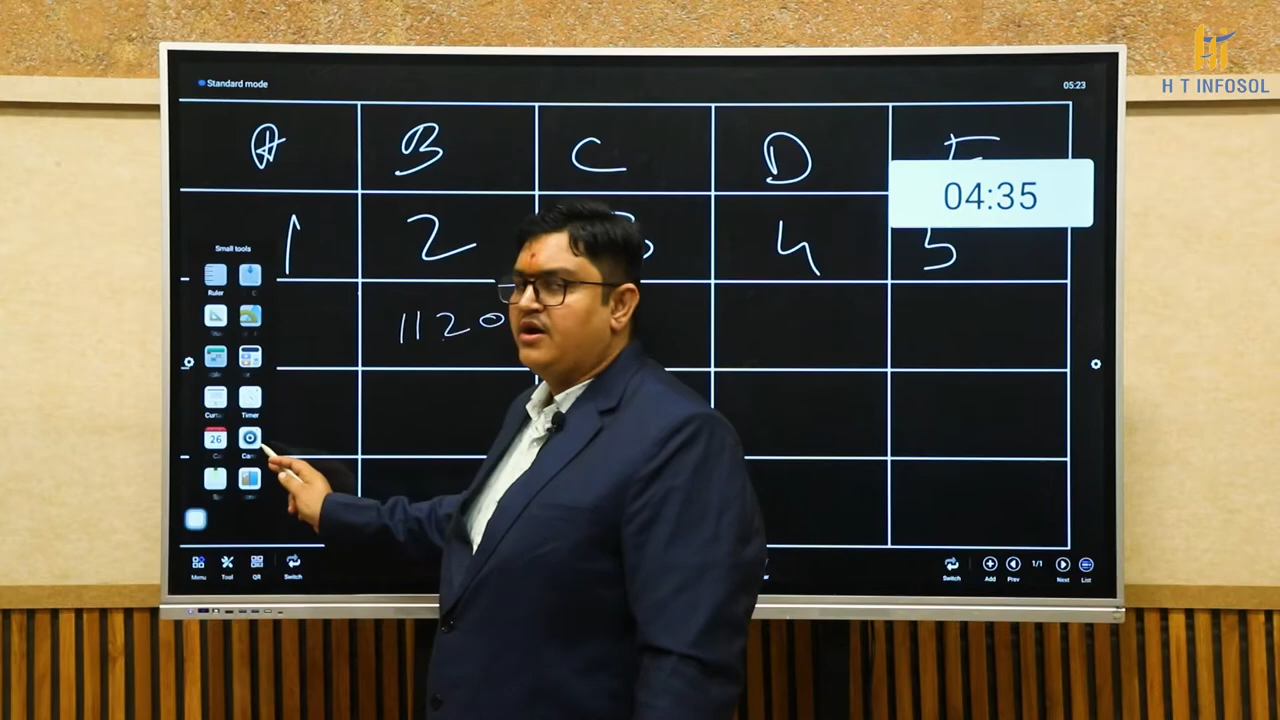 HT
H T INFOSOL
Standard mode
05:23
A B C D
04:35
1 2 4 5
1120
Small tools
Ruler
Timer
26
Menu Tool QR Switch
Switch Add Prev 1/1 Next List